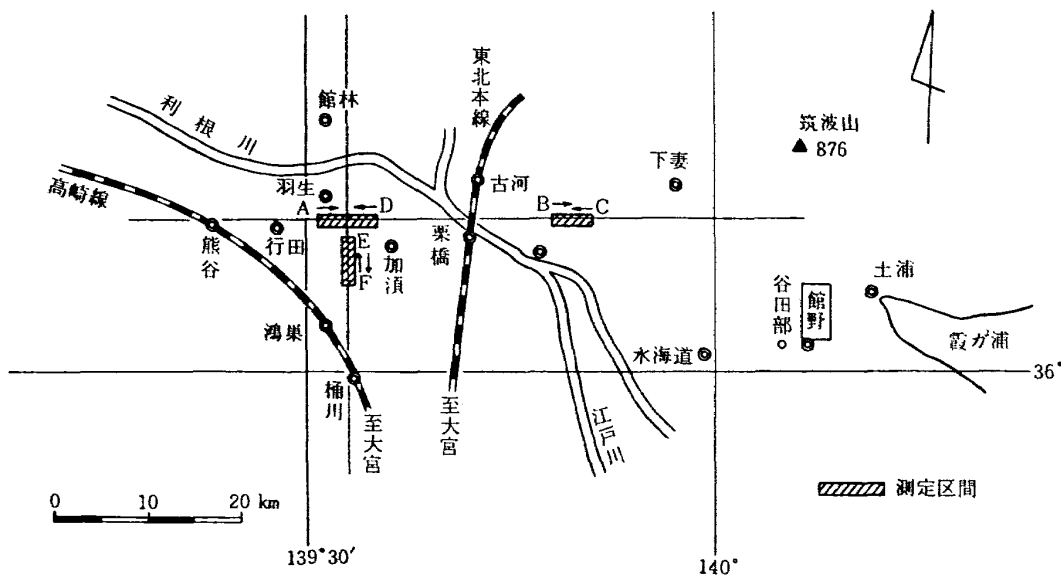 東北本線
筑波山
876
館林
利根川
下妻
古河
羽生
高崎線
A
D
B
C
E
F
熊谷
行田
加須
栗橋
土浦
谷田部
館野
霞ガ浦
鴻巣
水海道
36°
桶川
至大宮
至大宮
江戸川
測定区間
0 10 20 km
139°30′
140°